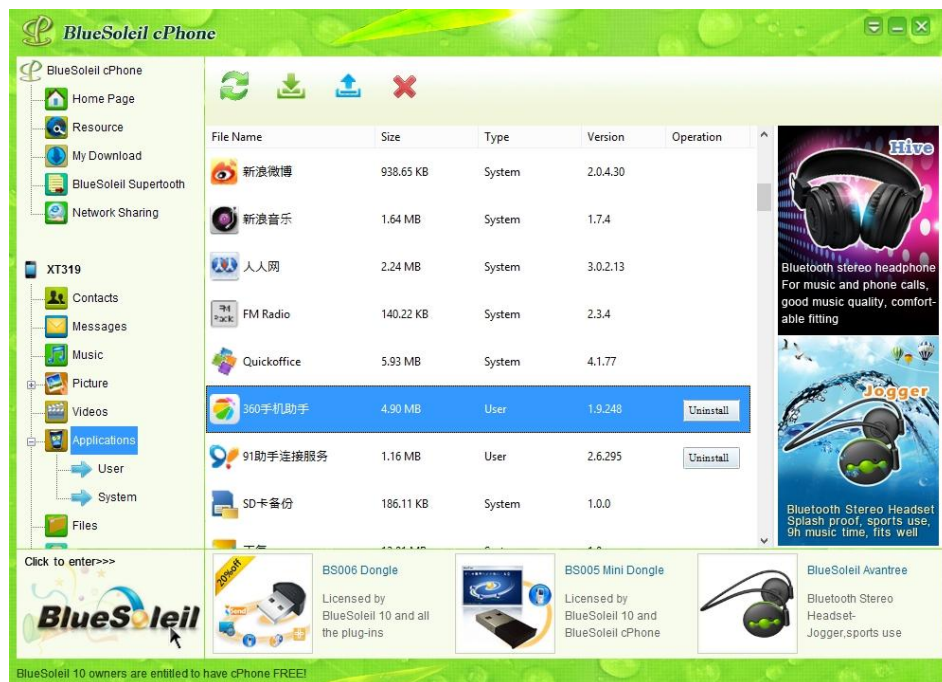 BlueSoleil cPhone
BlueSoleil cPhone
Home Page
Resource
My Download
BlueSoleil Supertooth
Network Sharing
XT319
Contacts
Messages
Music
Picture
Videos
Applications
User
System
Files
File Name Size Type Version Operation
新浪微博 938.65 KB System 2.0.4.30
新浪音乐 1.64 MB System 1.7.4
人人网 2.24 MB System 3.0.2.13
FM Radio 140.22 KB System 2.3.4
Quickoffice 5.93 MB System 4.1.77
360手机助手 4.90 MB User 1.9.248 Uninstall
91助手连接服务 1.16 MB User 2.6.295 Uninstall
SD卡备份 186.11 KB System 1.0.0
Hive
Bluetooth stereo headphone
For music and phone calls,
good music quality, comfort-
able fitting
Jogger
Bluetooth Stereo Headset
Splash proof, sports use,
9h music time, fits well
Click to enter>>>
BlueSoleil
20%off
Send
BS006 Dongle
Licensed by
BlueSoleil 10 and all
the plug-ins
BS005 Mini Dongle
Licensed by
BlueSoleil 10 and
BlueSoleil cPhone
BlueSoleil Avantree
Bluetooth Stereo
Headset-
Jogger,sports use
BlueSoleil 10 owners are entitled to have cPhone FREE!